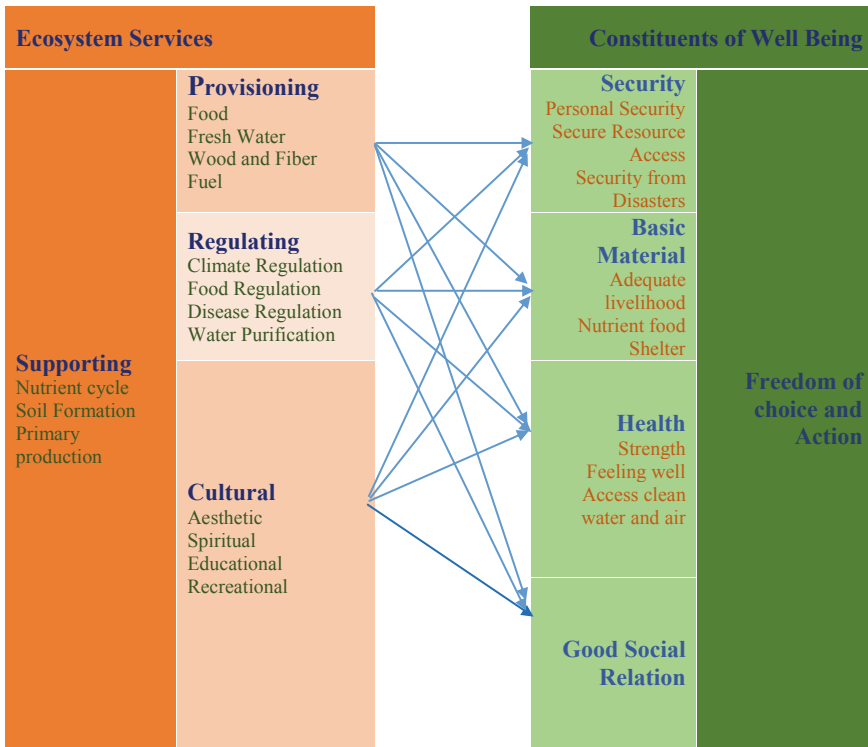 Ecosystem Services
Supporting
Nutrient cycle
Soil Formation
Primary
production
Provisioning
Food
Fresh Water
Wood and Fiber
Fuel
Regulating
Climate Regulation
Food Regulation
Disease Regulation
Water Purification
Cultural
Aesthetic
Spiritual
Educational
Recreational
Constituents of Well Being
Security
Personal Security
Secure Resource
Access
Security from
Disasters
Basic
Material
Adequate
livelihood
Nutrient food
Shelter
Health
Strength
Feeling well
Access clean
water and air
Good Social
Relation
Freedom of
choice and
Action